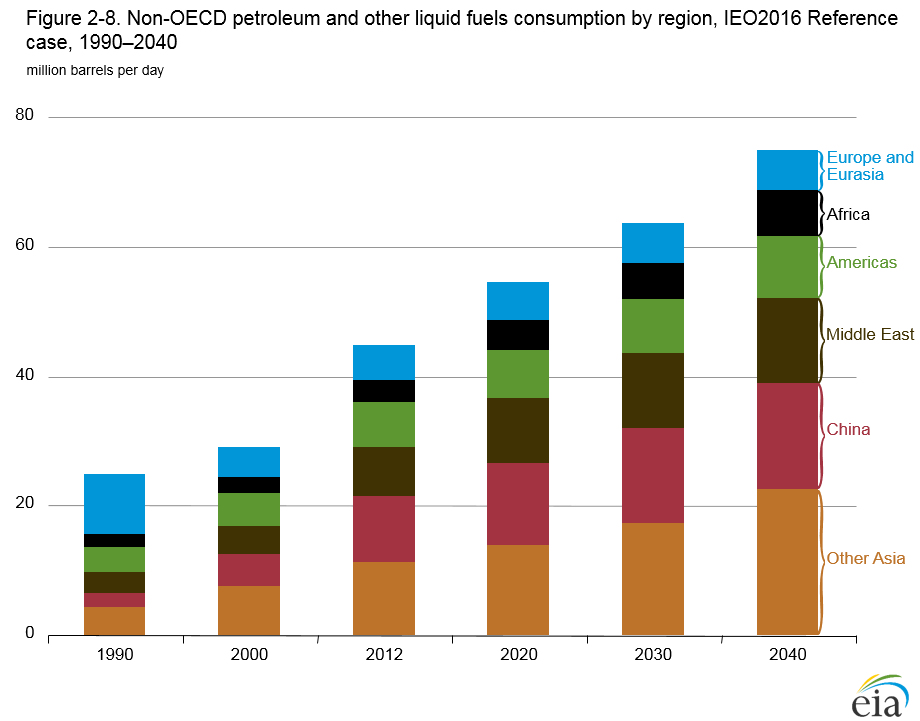 Figure 2-8. Non-OECD petroleum and other liquid fuels consumption by region, IEO2016 Reference
case, 1990–2040
million barrels per day
80
Europe and
Eurasia
Africa
60
Americas
Middle East
40
China
20
Other Asia
0
1990 2000 2012 2020 2030 2040
eia